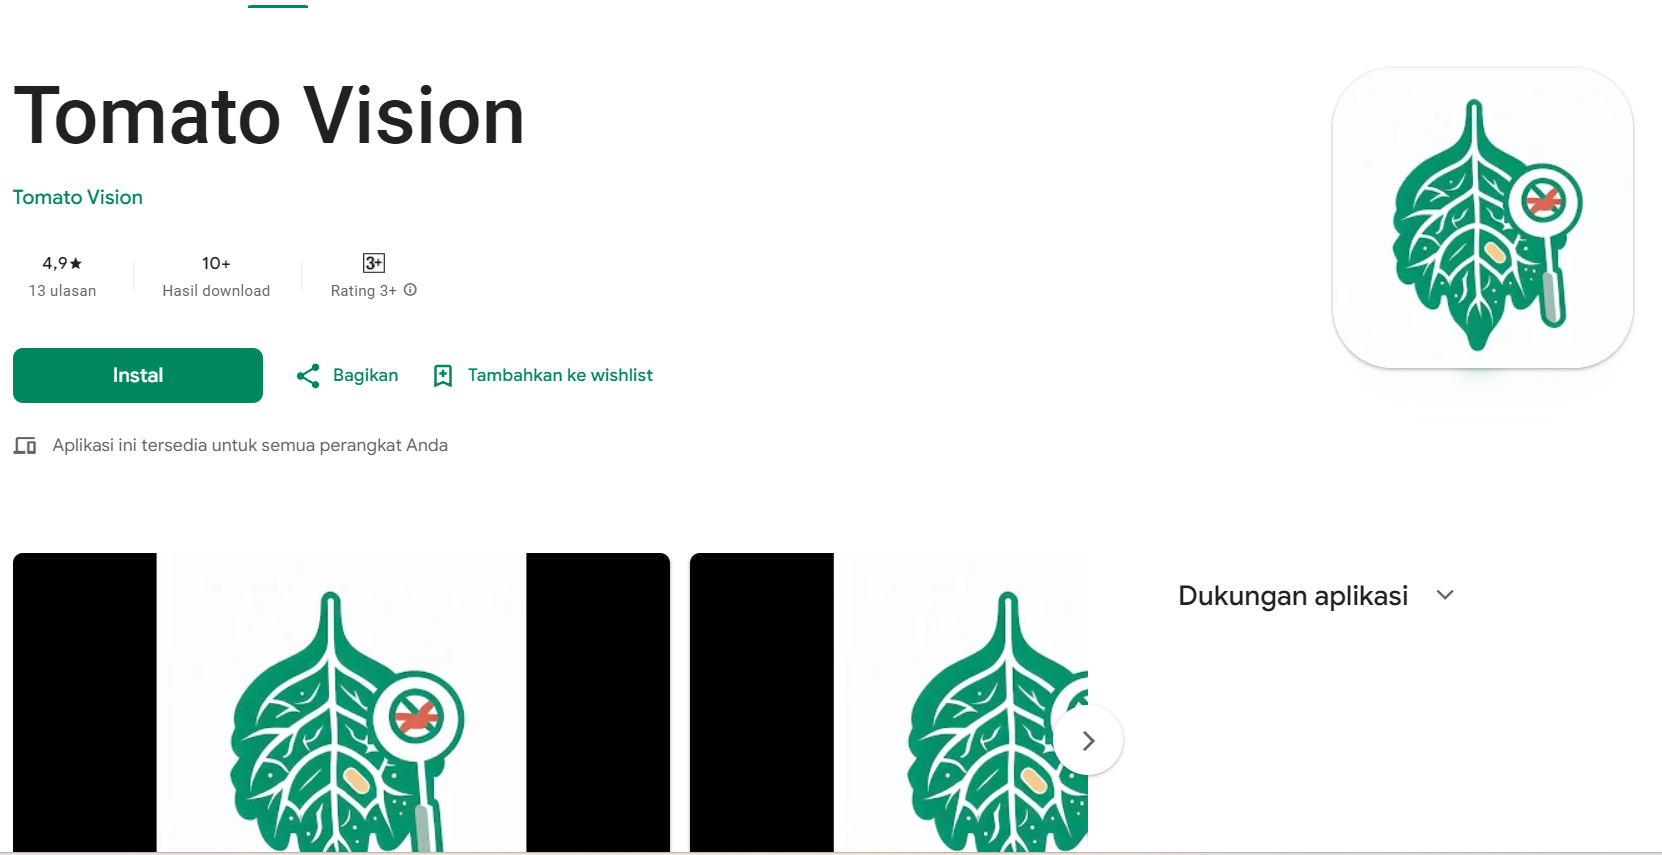 Tomato Vision
Tomato Vision
4,9★
13 ulasan
10+
Hasil download
3+
Rating 3+
Instal
Bagikan
Tambahkan ke wishlist
Aplikasi ini tersedia untuk semua perangkat Anda
Dukungan aplikasi